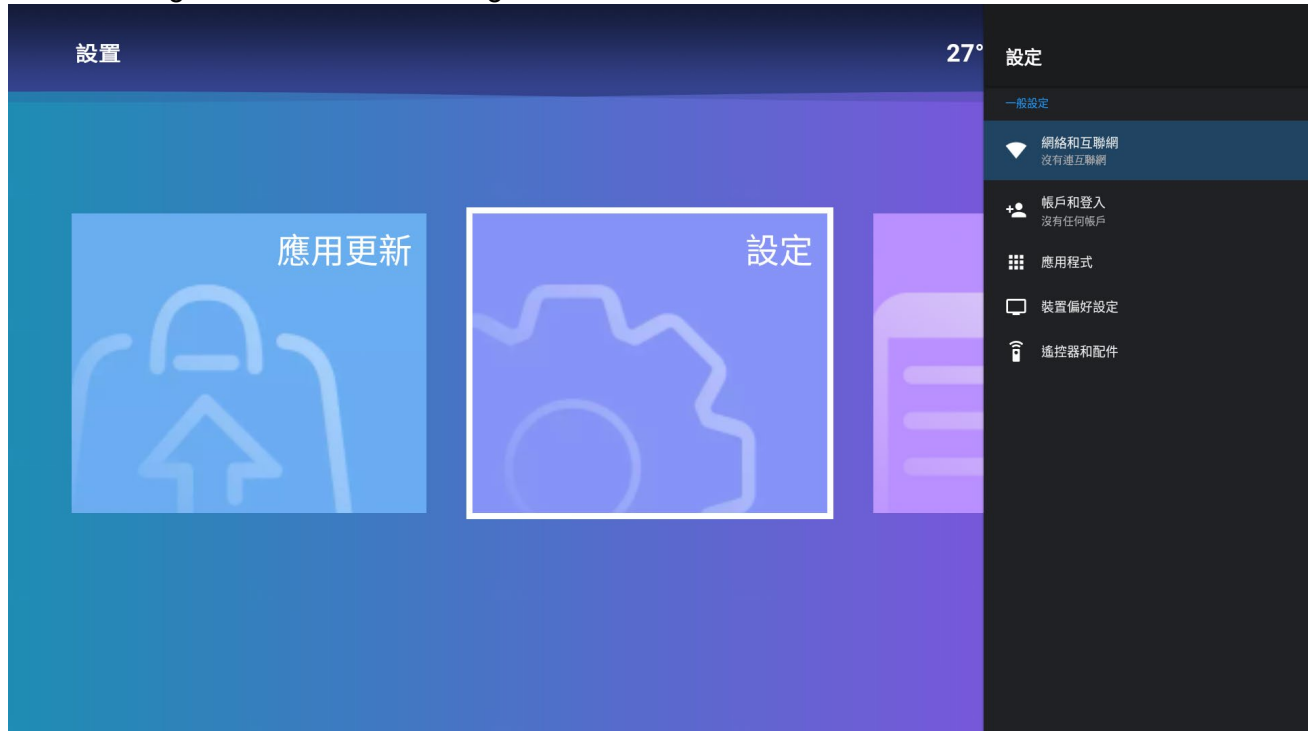 設置
27°
應用更新
設定
設定
一般設定
網絡和互聯網
沒有連互聯網
帳戶和登入
沒有任何帳戶
應用程式
裝置偏好設定
遙控器和配件